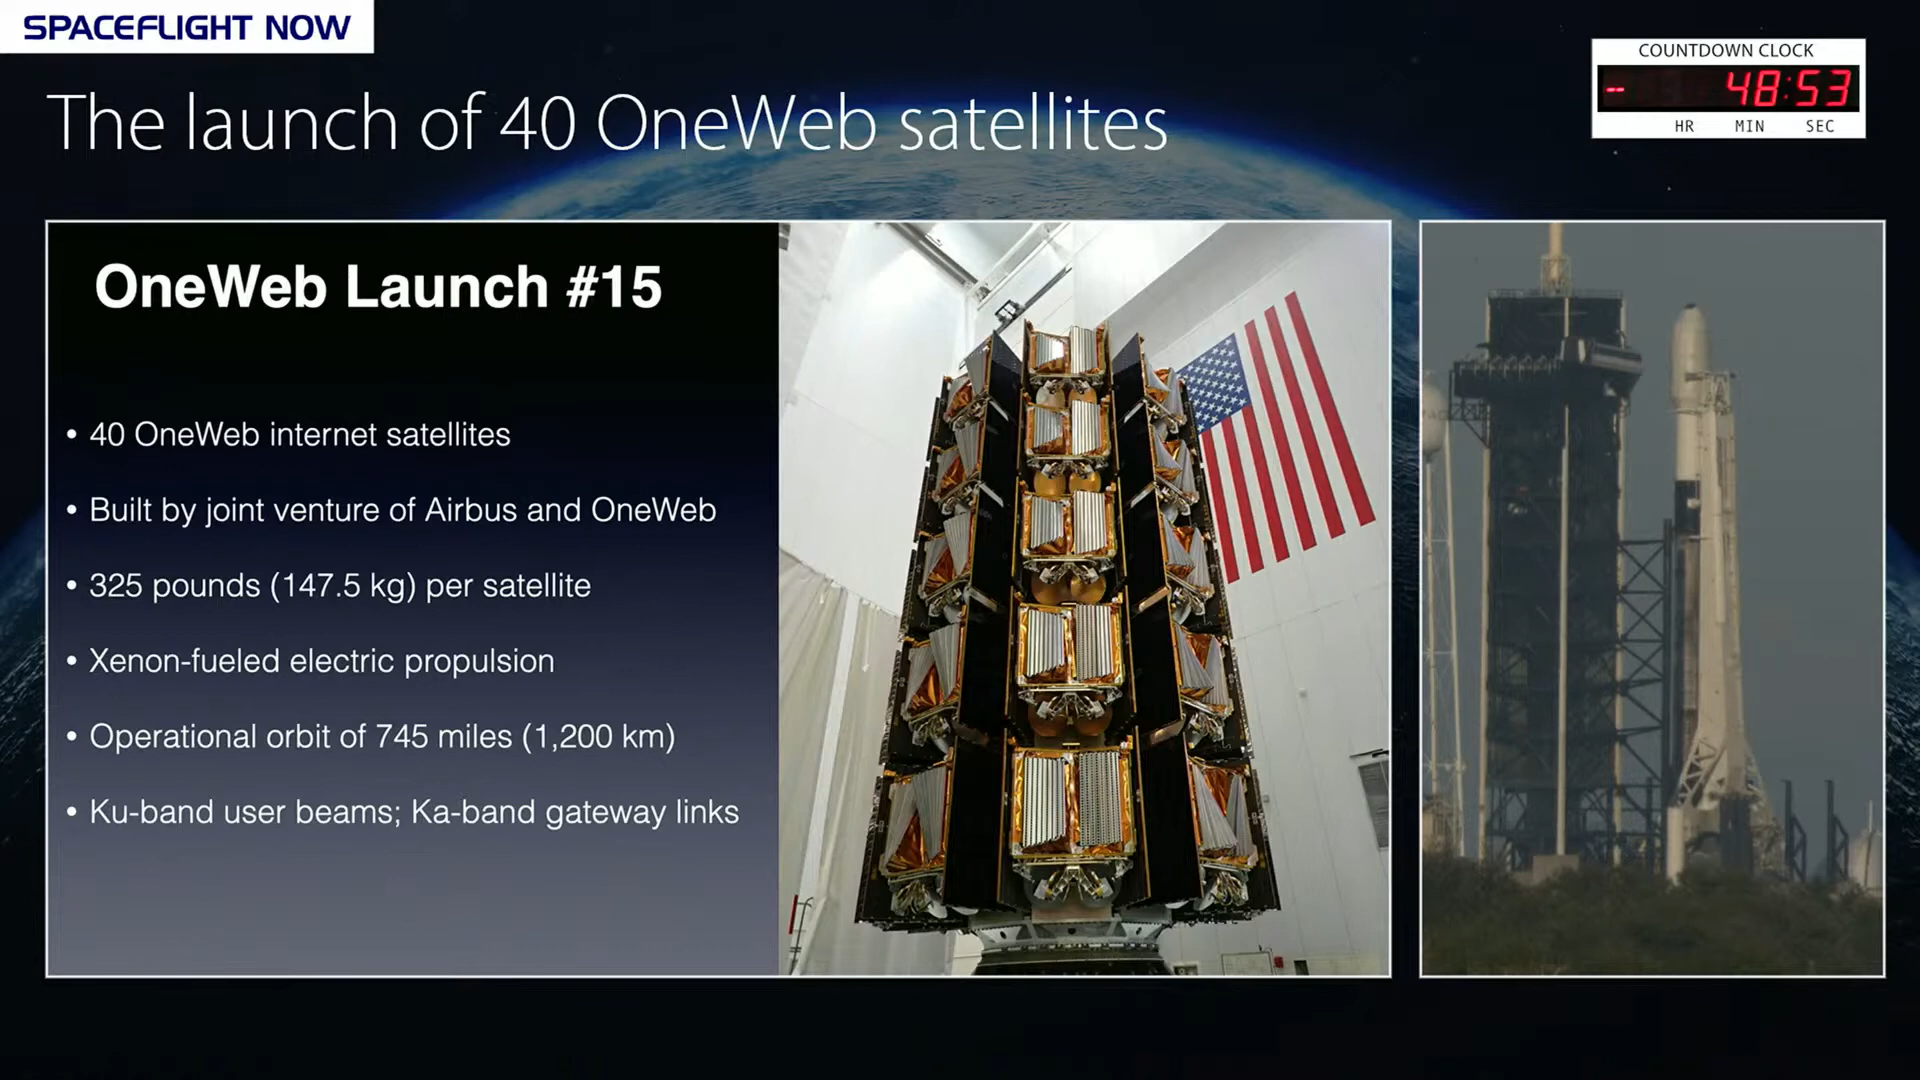 SPACEFLIGHT NOW
COUNTDOWN CLOCK
-- 48:53
HR MIN SEC
The launch of 40 OneWeb satellites
OneWeb Launch #15
• 40 OneWeb internet satellites
• Built by joint venture of Airbus and OneWeb
• 325 pounds (147.5 kg) per satellite
• Xenon-fueled electric propulsion
• Operational orbit of 745 miles (1,200 km)
• Ku-band user beams; Ka-band gateway links